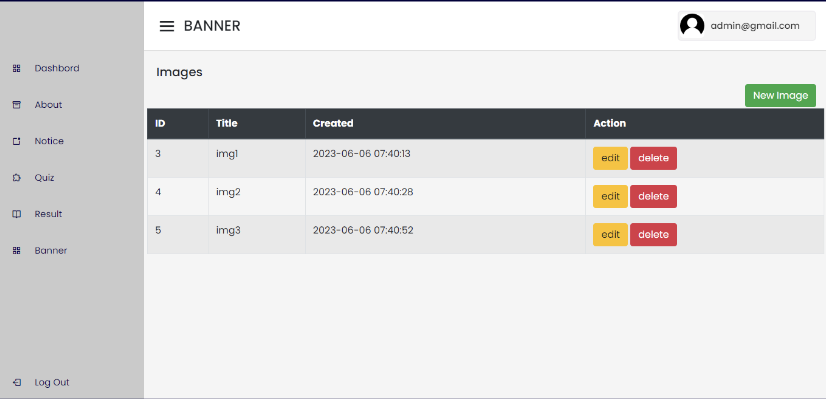 BANNER
admin@gmail.com
Dashbord
About
Notice
Quiz
Result
Banner
Log Out
Images
New Image
ID Title Created Action
3 img1 2023-06-06 07:40:13 edit delete
4 img2 2023-06-06 07:40:28 edit delete
5 img3 2023-06-06 07:40:52 edit delete